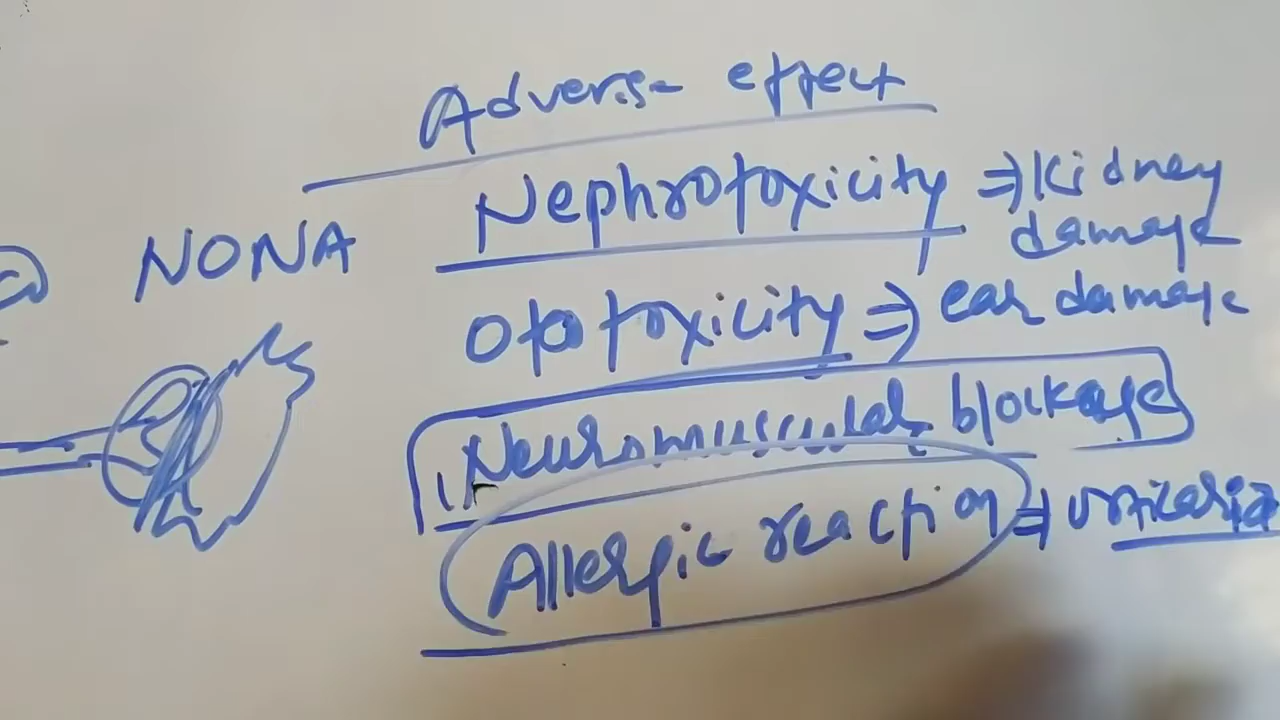 Adverse effect
NONA
Nephrotoxicity ⇒ kidney
damage
Ototoxicity ⇒ ear damage
Neuromuscular blockage
Allergic reaction ⇒ urticaria